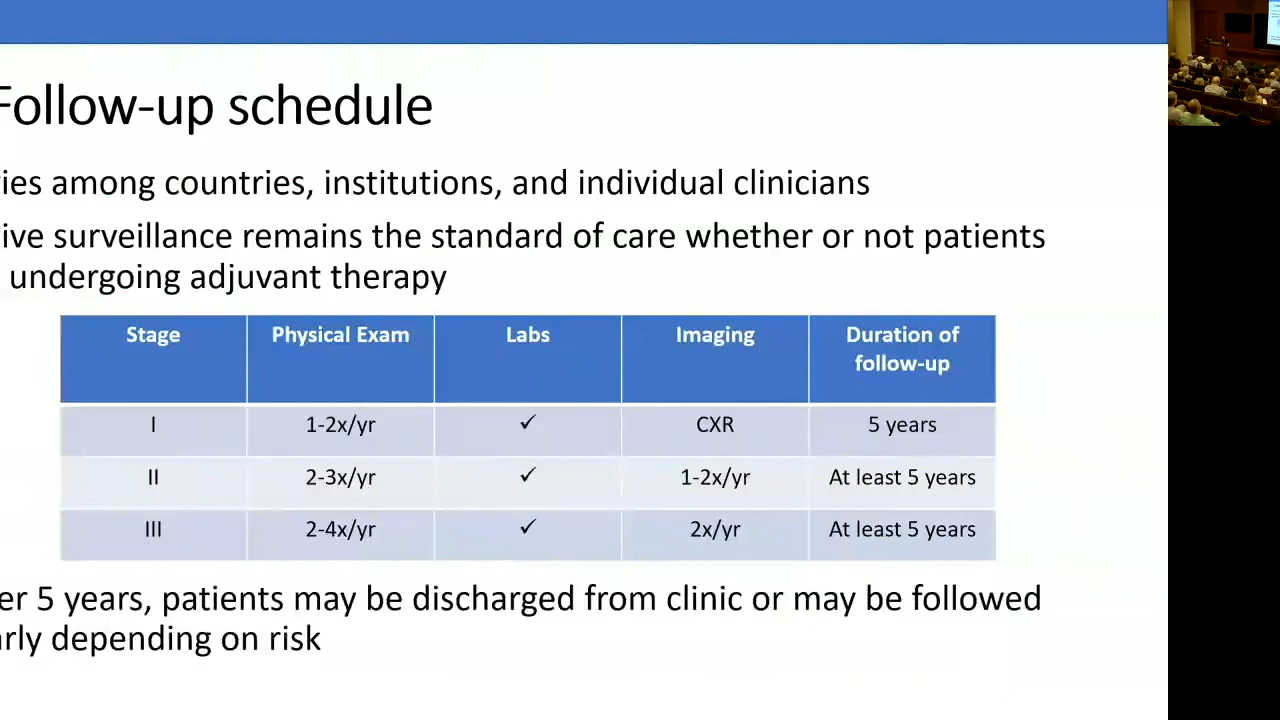 Follow-up schedule
ies among countries, institutions, and individual clinicians
ive surveillance remains the standard of care whether or not patients
undergoing adjuvant therapy
Stage Physical Exam Labs Imaging Duration of follow-up
I 1-2x/yr ✓ CXR 5 years
II 2-3x/yr ✓ 1-2x/yr At least 5 years
III 2-4x/yr ✓ 2x/yr At least 5 years
er 5 years, patients may be discharged from clinic or may be followed
rly depending on risk